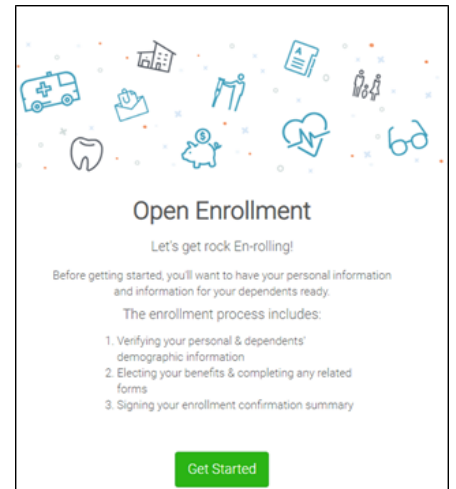 Open Enrollment
Let's get rock En-rolling!
Before getting started, you'll want to have your personal information
and information for your dependents ready.
The enrollment process includes:
1. Verifying your personal & dependents'
demographic information
2. Electing your benefits & completing any related
forms
3. Signing your enrollment confirmation summary
Get Started